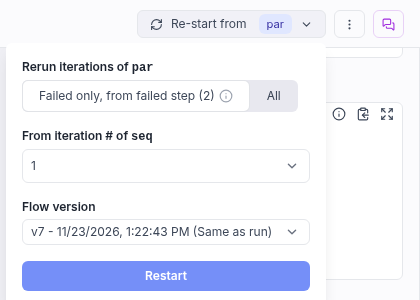 Re-start from par
Rerun iterations of par
Failed only, from failed step (2) All
From iteration # of seq
1
Flow version
v7 - 11/23/2026, 1:22:43 PM (Same as run)
Restart